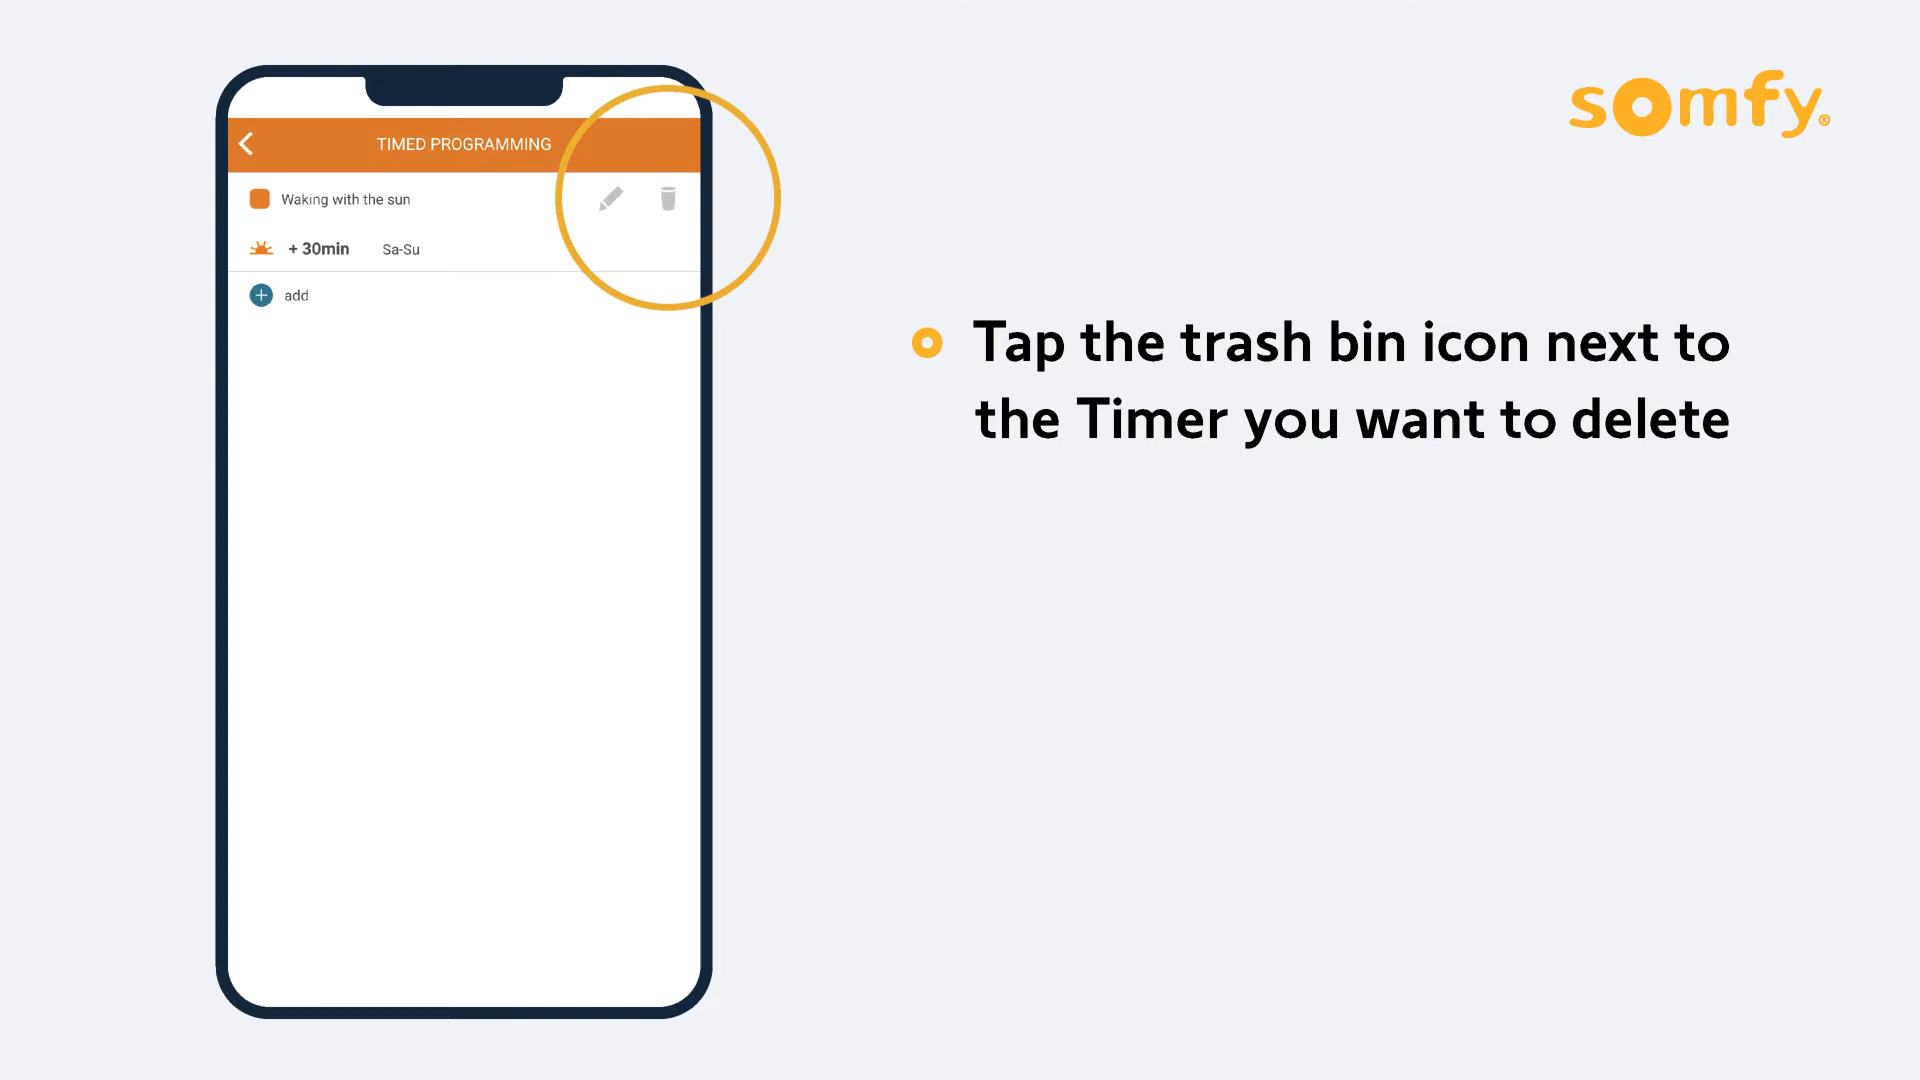 somfy®
TIMED PROGRAMMING
Waking with the sun
+ 30min Sa-Su
add
Tap the trash bin icon next to
the Timer you want to delete